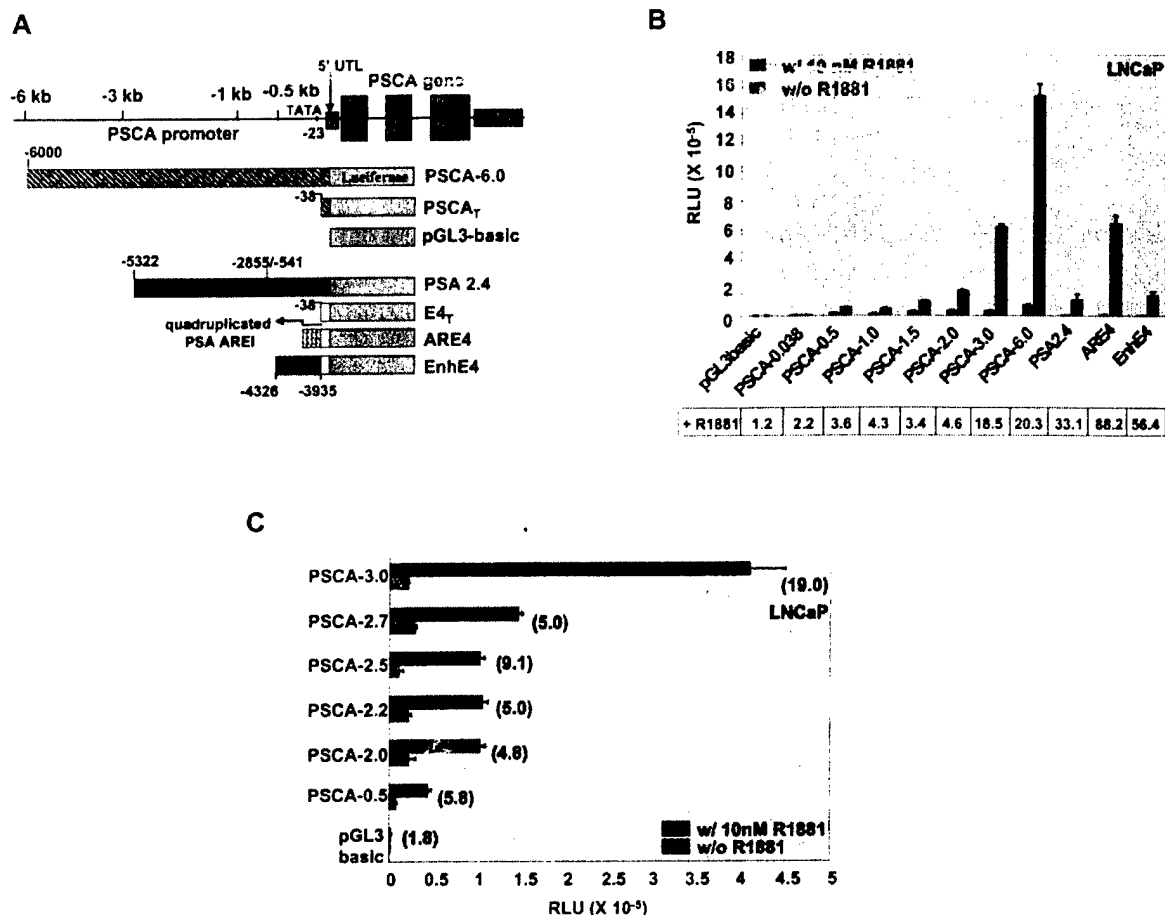 A
5' UTL
PSCA gene
-6 kb
-3 kb
-1 kb
-0.5 kb
TATA
-23
PSCA promoter
-6000
Luciferase
PSCA-6.0
-38
PSCAT
pGL3-basic
-5322
-2855/-541
PSA 2.4
-38
E4T
quadruplicated
PSA AREI
ARE4
EnhE4
-4326
-3935
B
w/ 10 nM R1881
w/o R1881
LNCaP
RLU (X 10-5)
18
16
14
12
10
8
6
4
2
0
pGL3basic
PSCA-0.038
PSCA-0.5
PSCA-1.0
PSCA-1.5
PSCA-2.0
PSCA-3.0
PSCA-6.0
PSA2.4
ARE4
EnhE4
+ R1881 1.2 2.2 3.6 4.3 3.4 4.6 18.5 20.3 33.1 88.2 56.4
C
PSCA-3.0
(19.0)
LNCaP
PSCA-2.7
(5.0)
PSCA-2.5
(9.1)
PSCA-2.2
(5.0)
PSCA-2.0
(4.8)
PSCA-0.5
(5.8)
pGL3
basic
(1.8)
w/ 10nM R1881
w/o R1881
0 0.5 1 1.5 2 2.5 3 3.5 4 4.5 5
RLU (X 10-5)